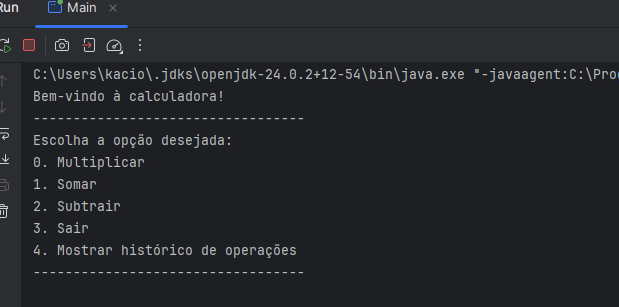 Run
Main
C:\Users\kacio\.jdks\openjdk-24.0.2+12-54\bin\java.exe "-javaagent:C:\Pro
Bem-vindo à calculadora!
----------------------------------
Escolha a opção desejada:
0. Multiplicar
1. Somar
2. Subtrair
3. Sair
4. Mostrar histórico de operações
----------------------------------